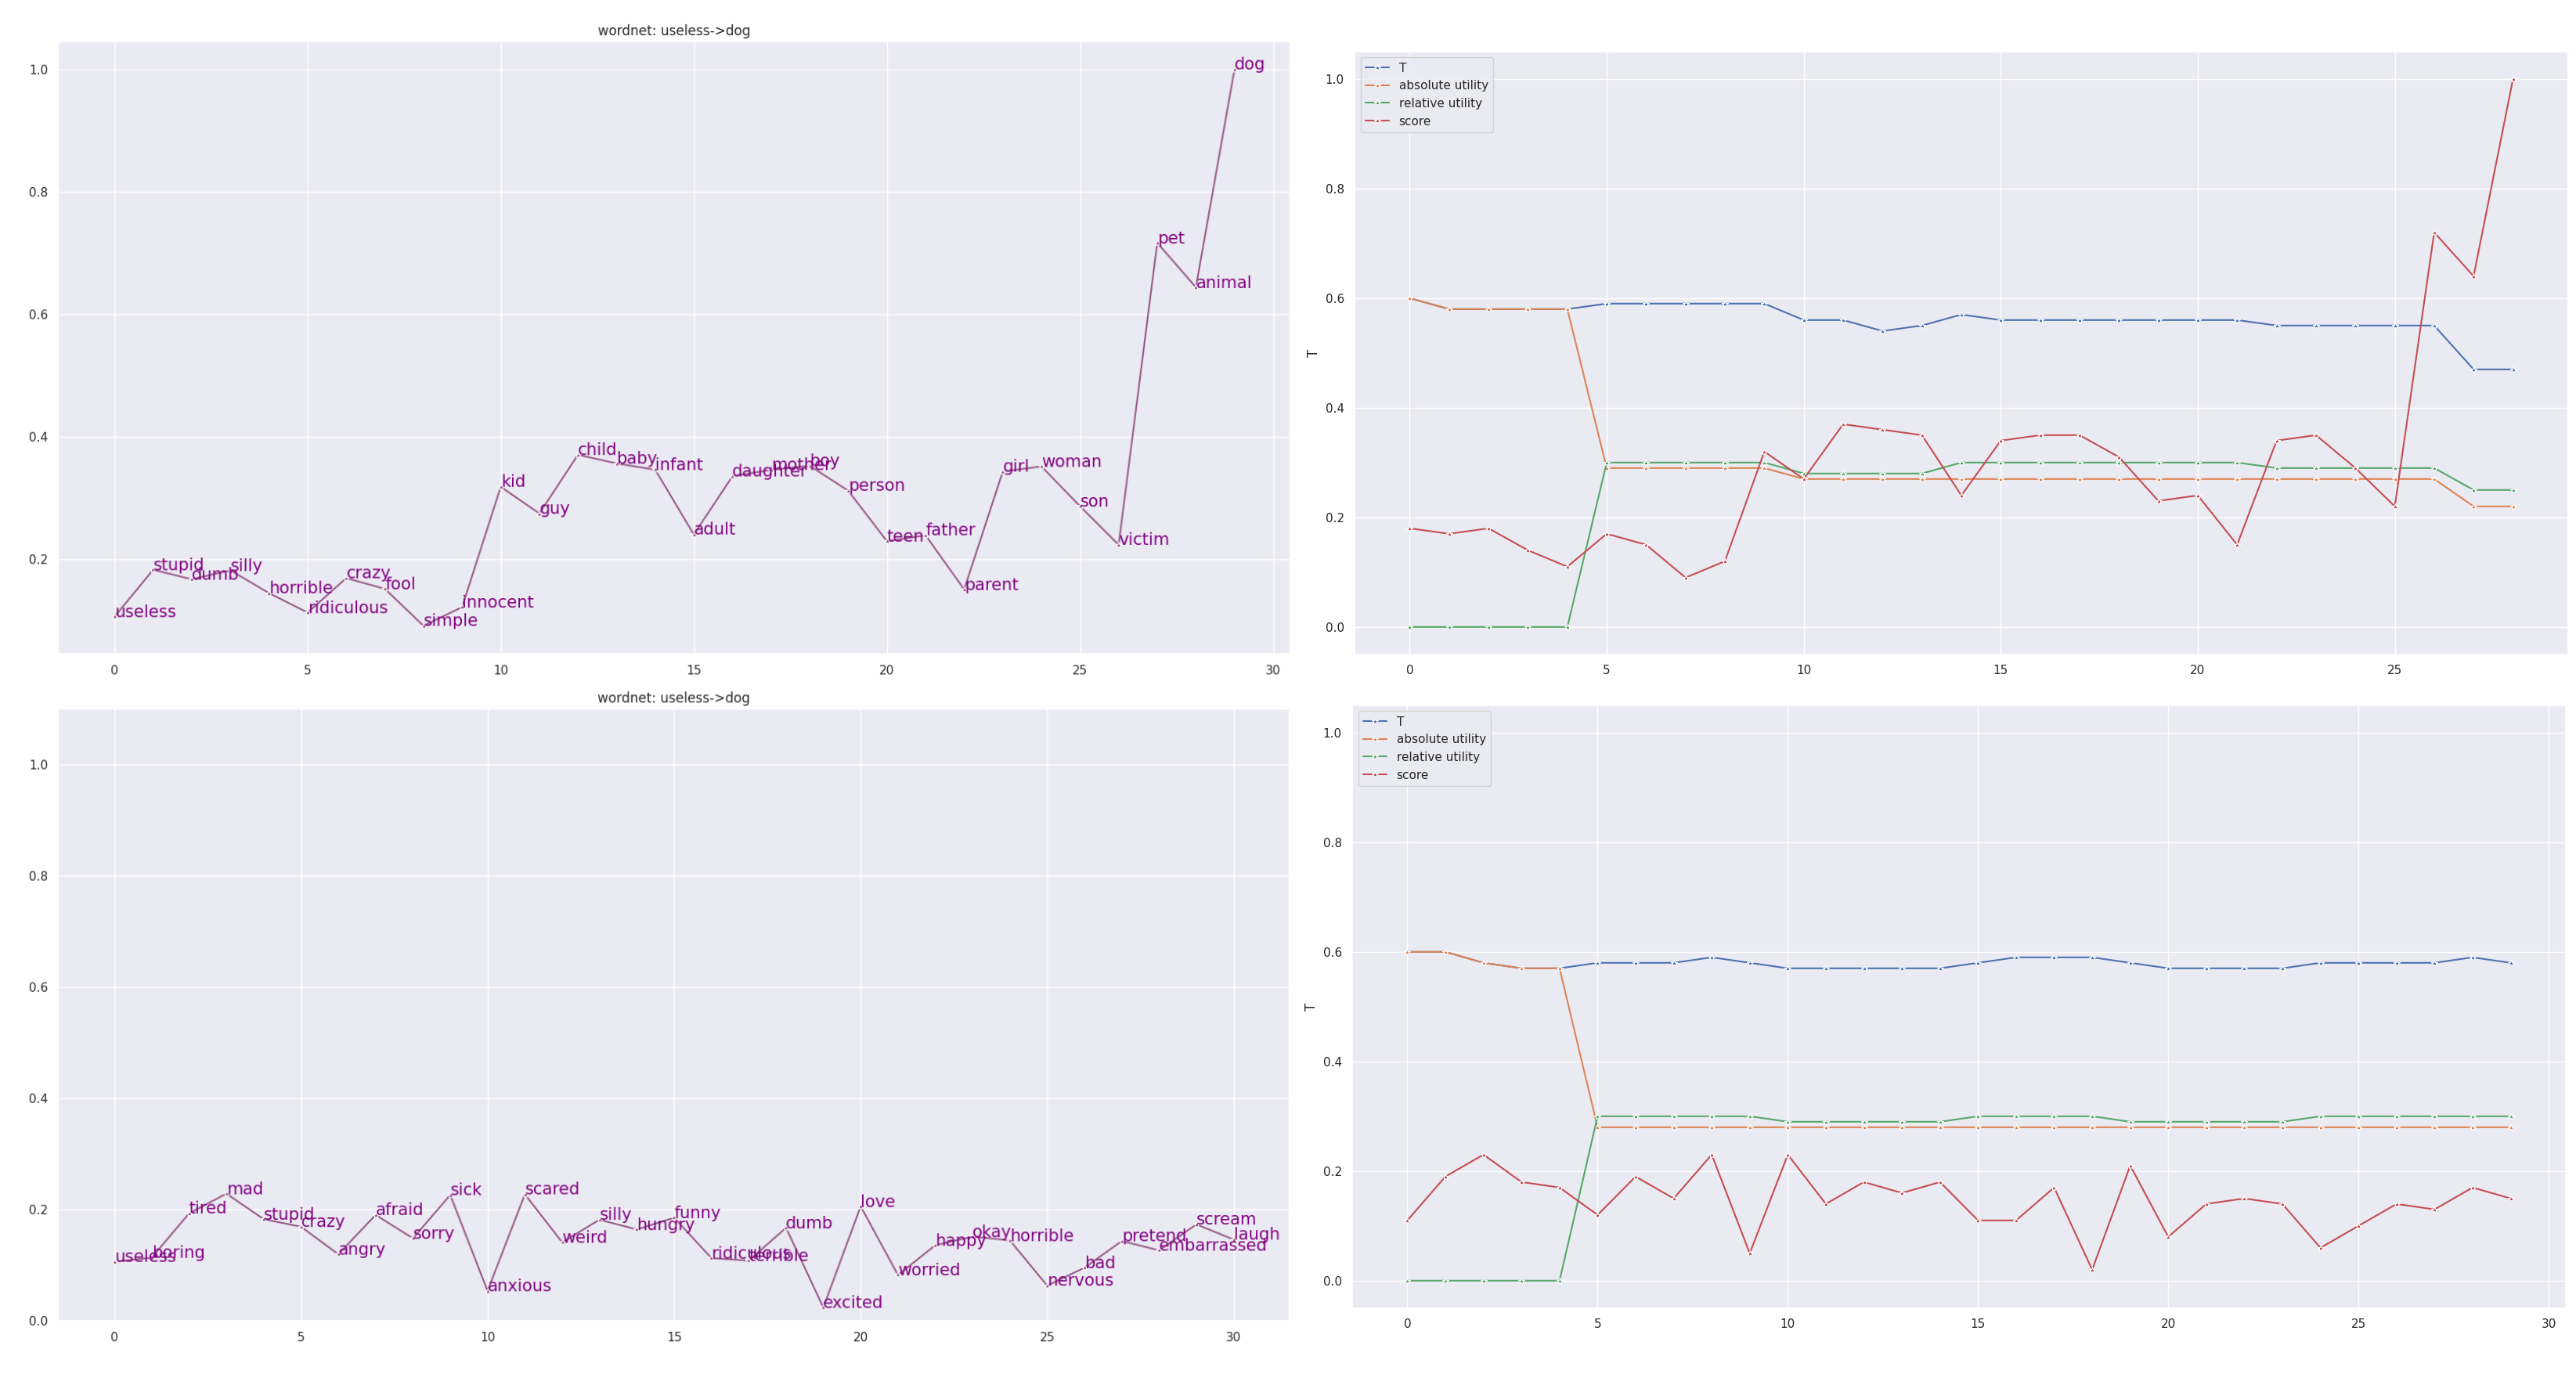 wordnet: useless->dog
1.0
0.8
0.6
0.4
0.2
dog
pet
animal
child
baby
infant
daughter
mother
boy
kid
guy
adult
person
teen
father
parent
girl
woman
son
victim
useless
stupid
dumb
silly
horrible
ridiculous
crazy
fool
simple
innocent
0 5 10 15 20 25 30
T
absolute utility
relative utility
score
T
1.0
0.8
0.6
0.4
0.2
0.0
0 5 10 15 20 25
wordnet: useless->dog
1.0
0.8
0.6
0.4
0.2
0.0
useless
boring
tired
mad
stupid
crazy
angry
afraid
sorry
sick
anxious
scared
weird
silly
hungry
funny
ridiculous
terrible
dumb
excited
love
worried
happy
okay
horrible
nervous
bad
pretend
embarrassed
scream
laugh
0 5 10 15 20 25 30
T
absolute utility
relative utility
score
T
1.0
0.8
0.6
0.4
0.2
0.0
0 5 10 15 20 25 30